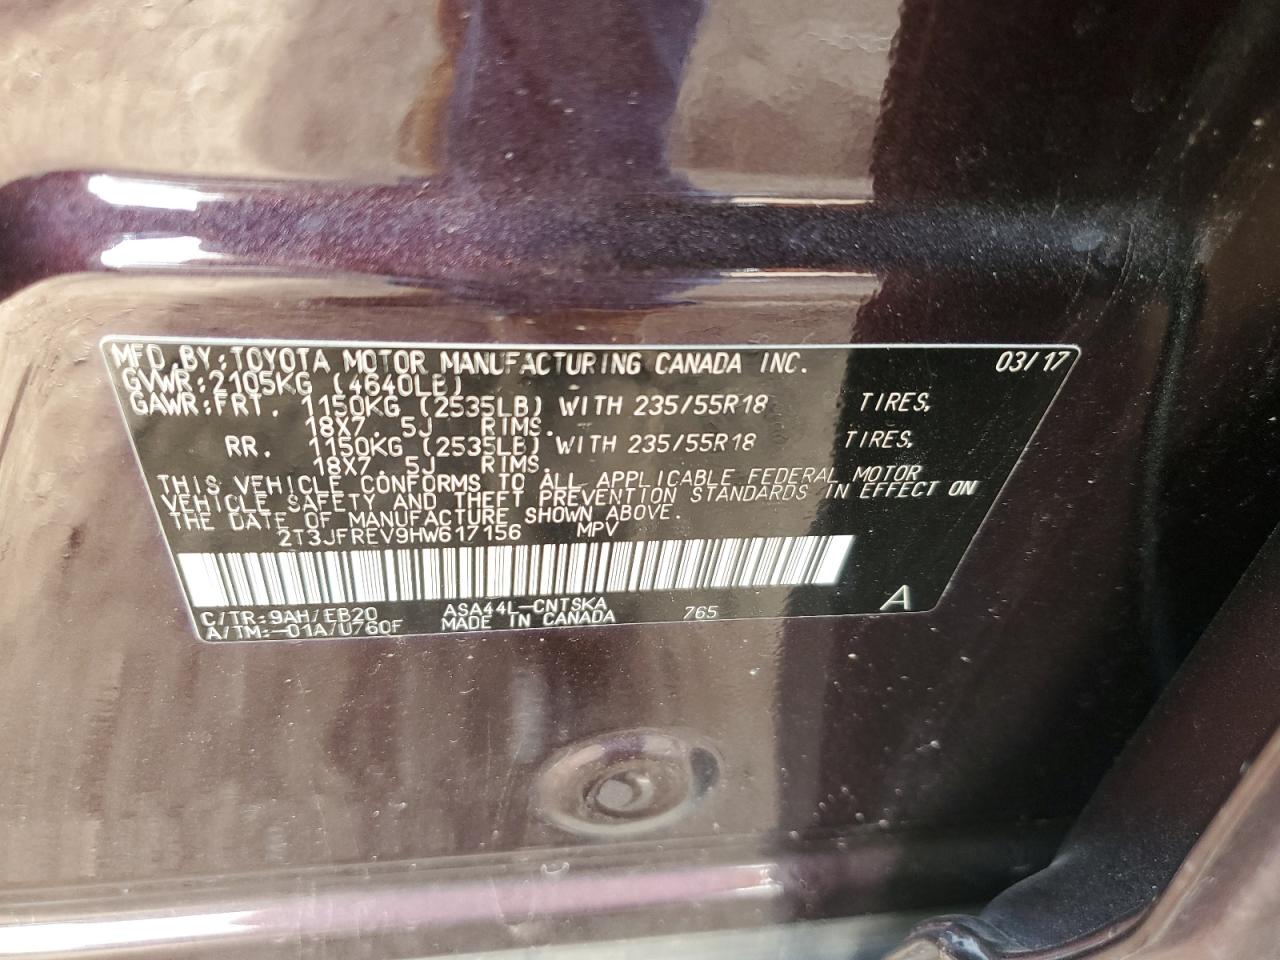 MFD.BY:TOYOTA MOTOR MANUFACTURING CANADA INC. 03/17
GVWR:2105KG (4640LB)
GAWR:FRT. 1150KG (2535LB) WITH 235/55R18 TIRES,
18X7.5J RIMS.
RR. 1150KG (2535LB) WITH 235/55R18 TIRES,
18X7.5J RIMS.
THIS VEHICLE CONFORMS TO ALL APPLICABLE FEDERAL MOTOR
VEHICLE SAFETY AND THEFT PREVENTION STANDARDS IN EFFECT ON
THE DATE OF MANUFACTURE SHOWN ABOVE.
2T3JFREV9HW617156 MPV
C/TR:9AH/EB20 ASA44L-CNTSKA 765 A
A/TM:-01A/U760F MADE IN CANADA